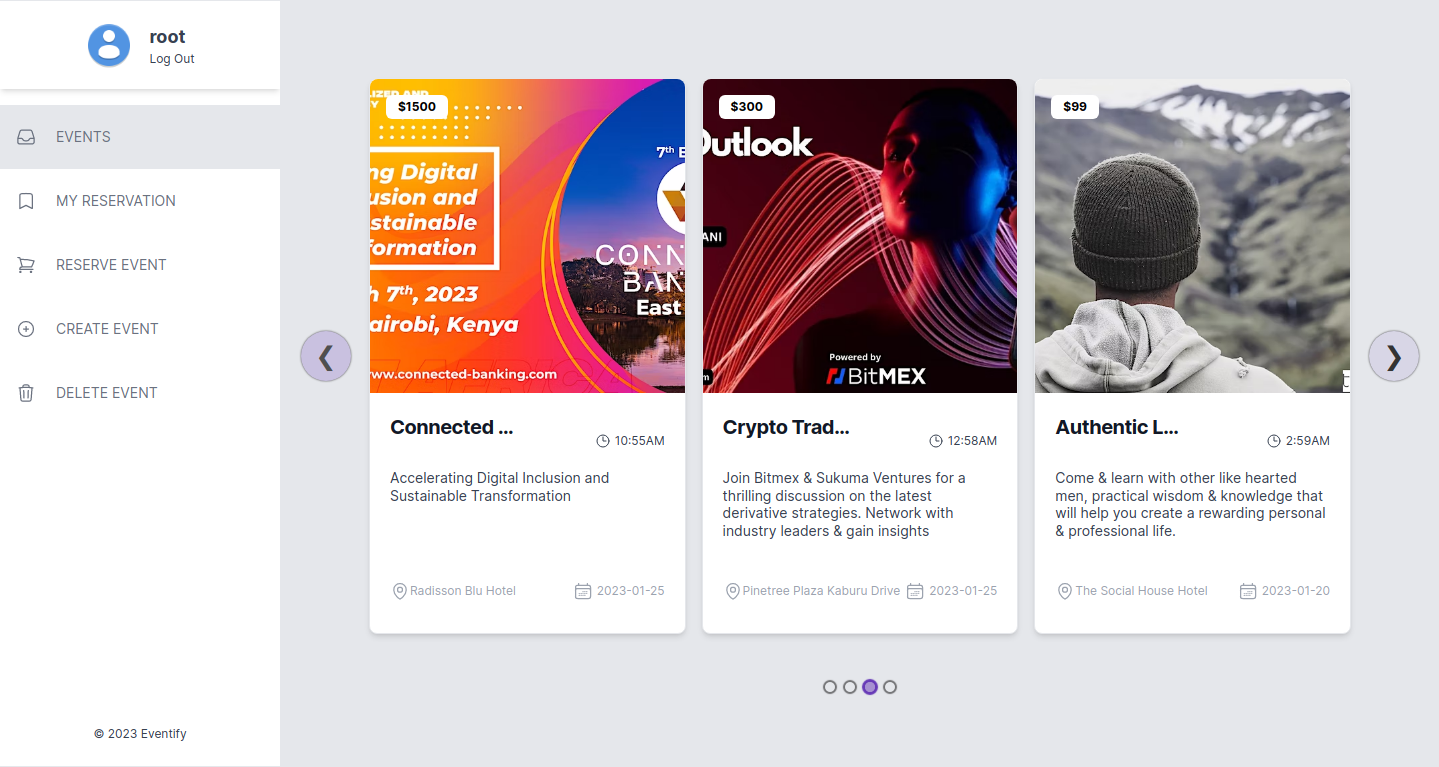 root
Log Out
EVENTS
MY RESERVATION
RESERVE EVENT
CREATE EVENT
DELETE EVENT
© 2023 Eventify
LIZED AND
Y
$1500
ng Digital
usion and
stainable
formation
h 7th, 2023
airobi, Kenya
www.connected-banking.com
7th E
CONN
BAN
East
Connected ...
10:55AM
Accelerating Digital Inclusion and
Sustainable Transformation
Radisson Blu Hotel
2023-01-25
$300
Outlook
ANI
m
Powered by
BitMEX
Crypto Trad...
12:58AM
Join Bitmex & Sukuma Ventures for a
thrilling discussion on the latest
derivative strategies. Network with
industry leaders & gain insights
Pinetree Plaza Kaburu Drive
2023-01-25
$99
Authentic L...
2:59AM
Come & learn with other like hearted
men, practical wisdom & knowledge that
will help you create a rewarding personal
& professional life.
The Social House Hotel
2023-01-20
❮
❯